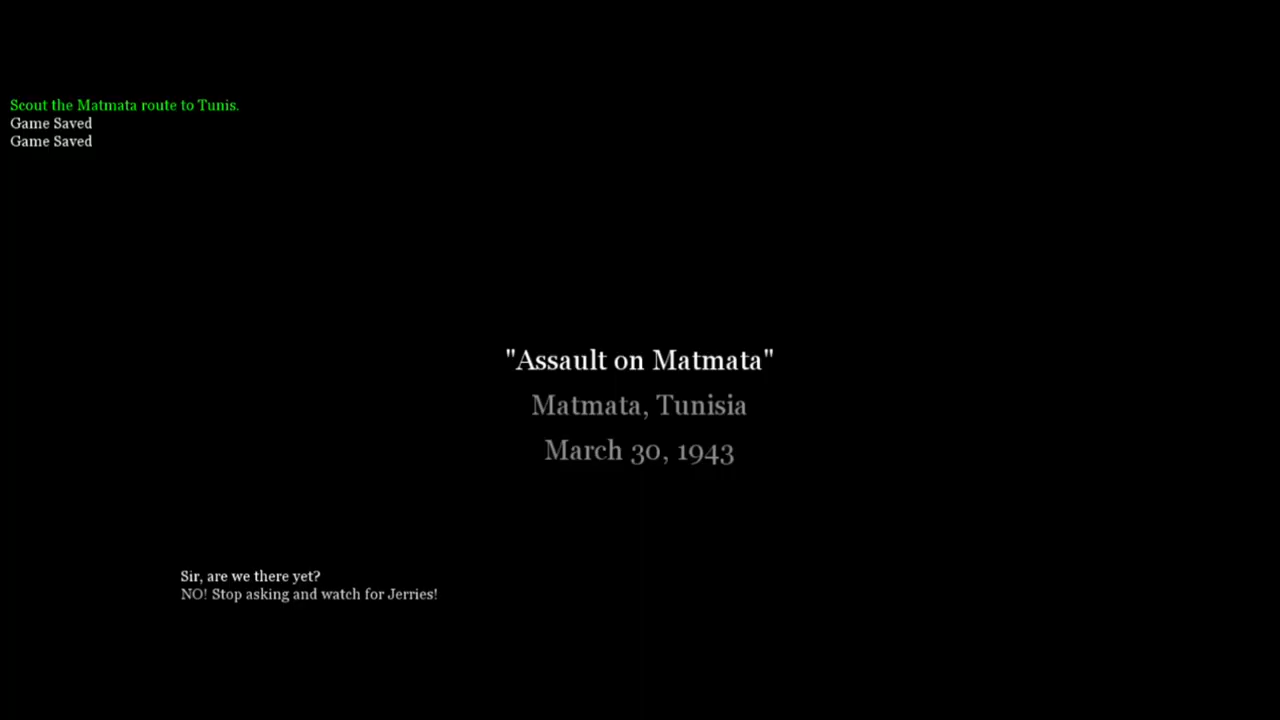 Scout the Matmata route to Tunis.
Game Saved
Game Saved
"Assault on Matmata"
Matmata, Tunisia
March 30, 1943
Sir, are we there yet?
NO! Stop asking and watch for Jerries!